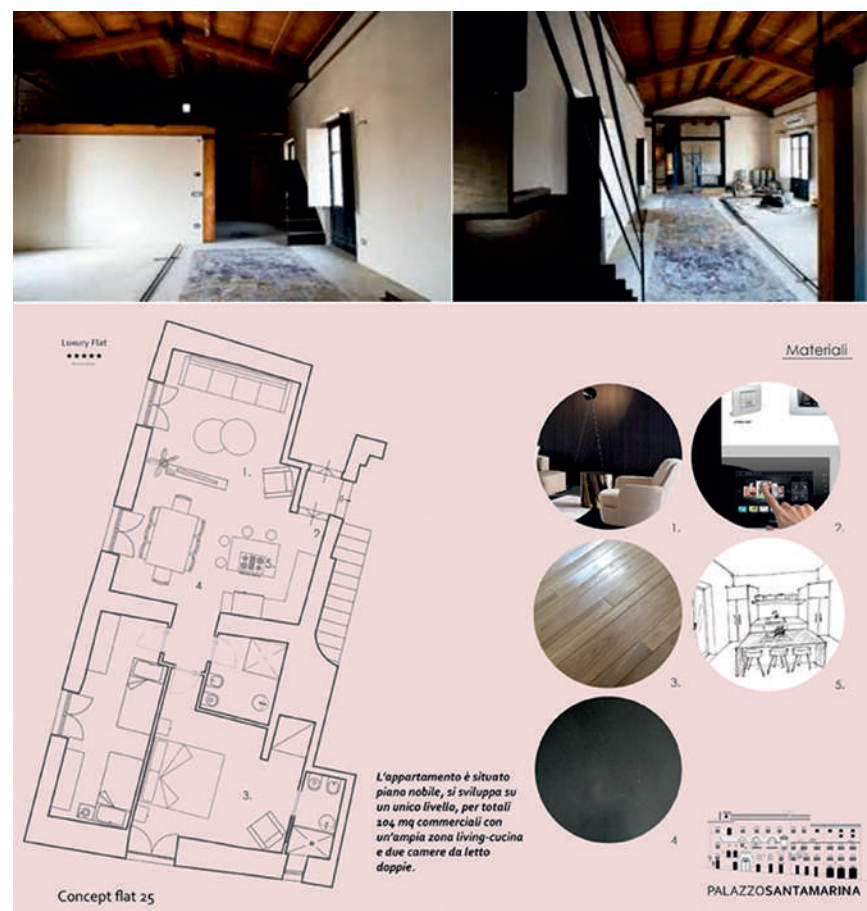 Luxury Flat
Materiali
1.
2.
5.
4
3.
1.
2.
3.
5.
4
L'appartamento è situato
piano nobile, si sviluppa su
un unico livello, per totali
104 mq commerciali con
un'ampia zona living-cucina
e due camere da letto
doppie.
PALAZZOSANTAMARINA
Concept flat 25